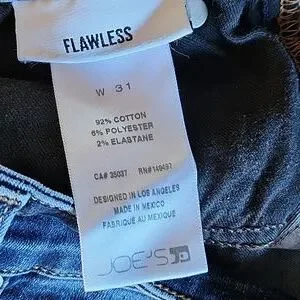 FLAWLESS
W 31
92% COTTON
6% POLYESTER
2% ELASTANE
CA# 35037 RN#149497
DESIGNED IN LOS ANGELES
MADE IN MEXICO
FABRIQUÉ AU MEXIQUE
JOE'S